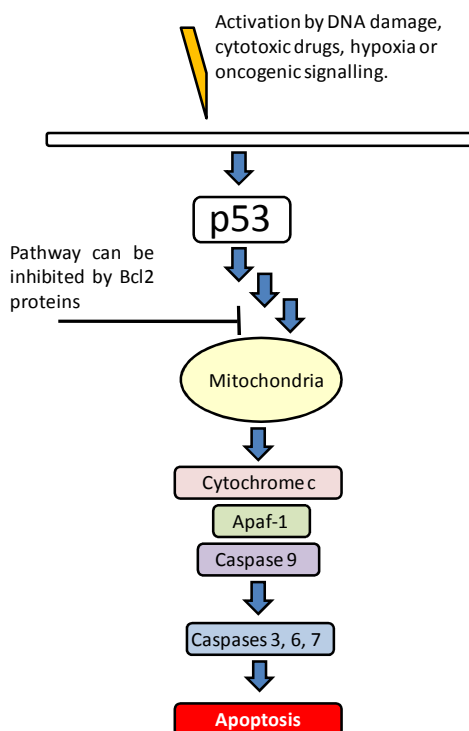 Activation by DNA damage,
cytotoxic drugs, hypoxia or
oncogenic signalling.
p53
Pathway can be
inhibited by Bcl2
proteins
Mitochondria
Cytochrome c
Apaf-1
Caspase 9
Caspases 3, 6, 7
Apoptosis